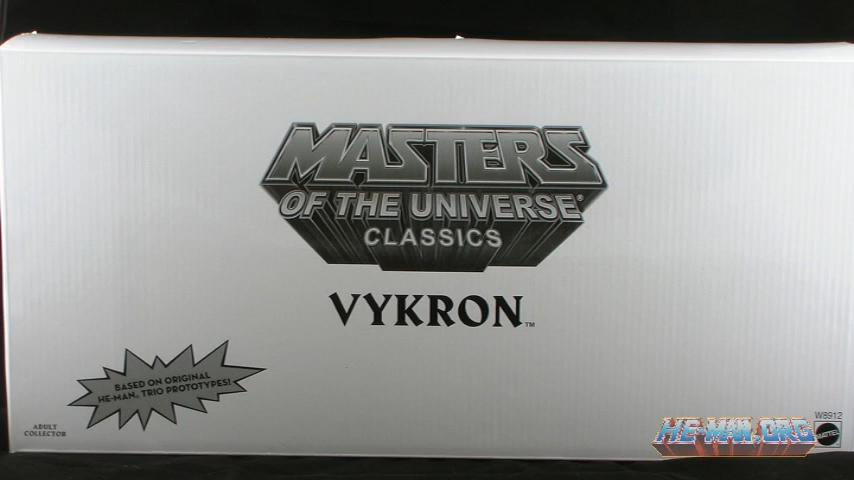 MASTERS
OF THE UNIVERSE®
CLASSICS
VYKRON™
BASED ON ORIGINAL
HE-MAN® TRIO PROTOTYPES!
ADULT
COLLECTOR
W8912
MATTEL
HE-MAN.ORG